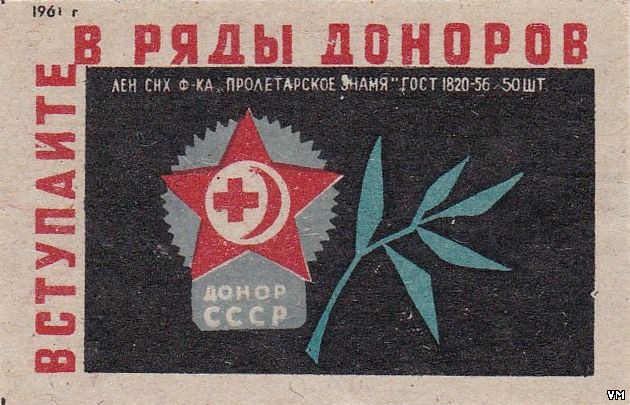 1961 г
ВСТУПАЙТЕ
В РЯДЫ ДОНОРОВ
ЛЕН СНХ Ф-КА „ПРОЛЕТАРСКОЕ ЗНАМЯ" ГОСТ 1820-56 50 ШТ.
ДОНОР
СССР
VM